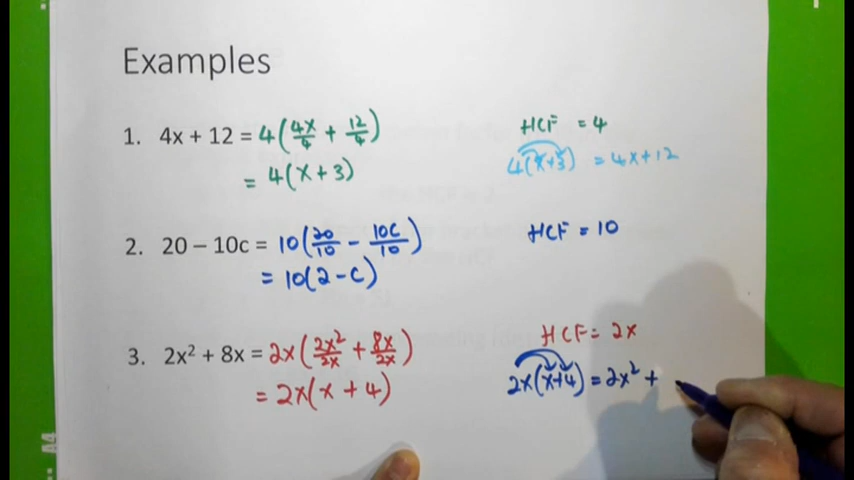 Examples
1. 4x + 12 = 4(4x/4 + 12/4)
HCF = 4
= 4(x + 3)
4(x+3) = 4x+12
2. 20 – 10c = 10(20/10 - 10c/10)
HCF = 10
= 10(2-c)
3. 2x² + 8x = 2x(2x²/2x + 8x/2x)
HCF = 2x
= 2x(x + 4)
2x(x+4) = 2x² +
A4